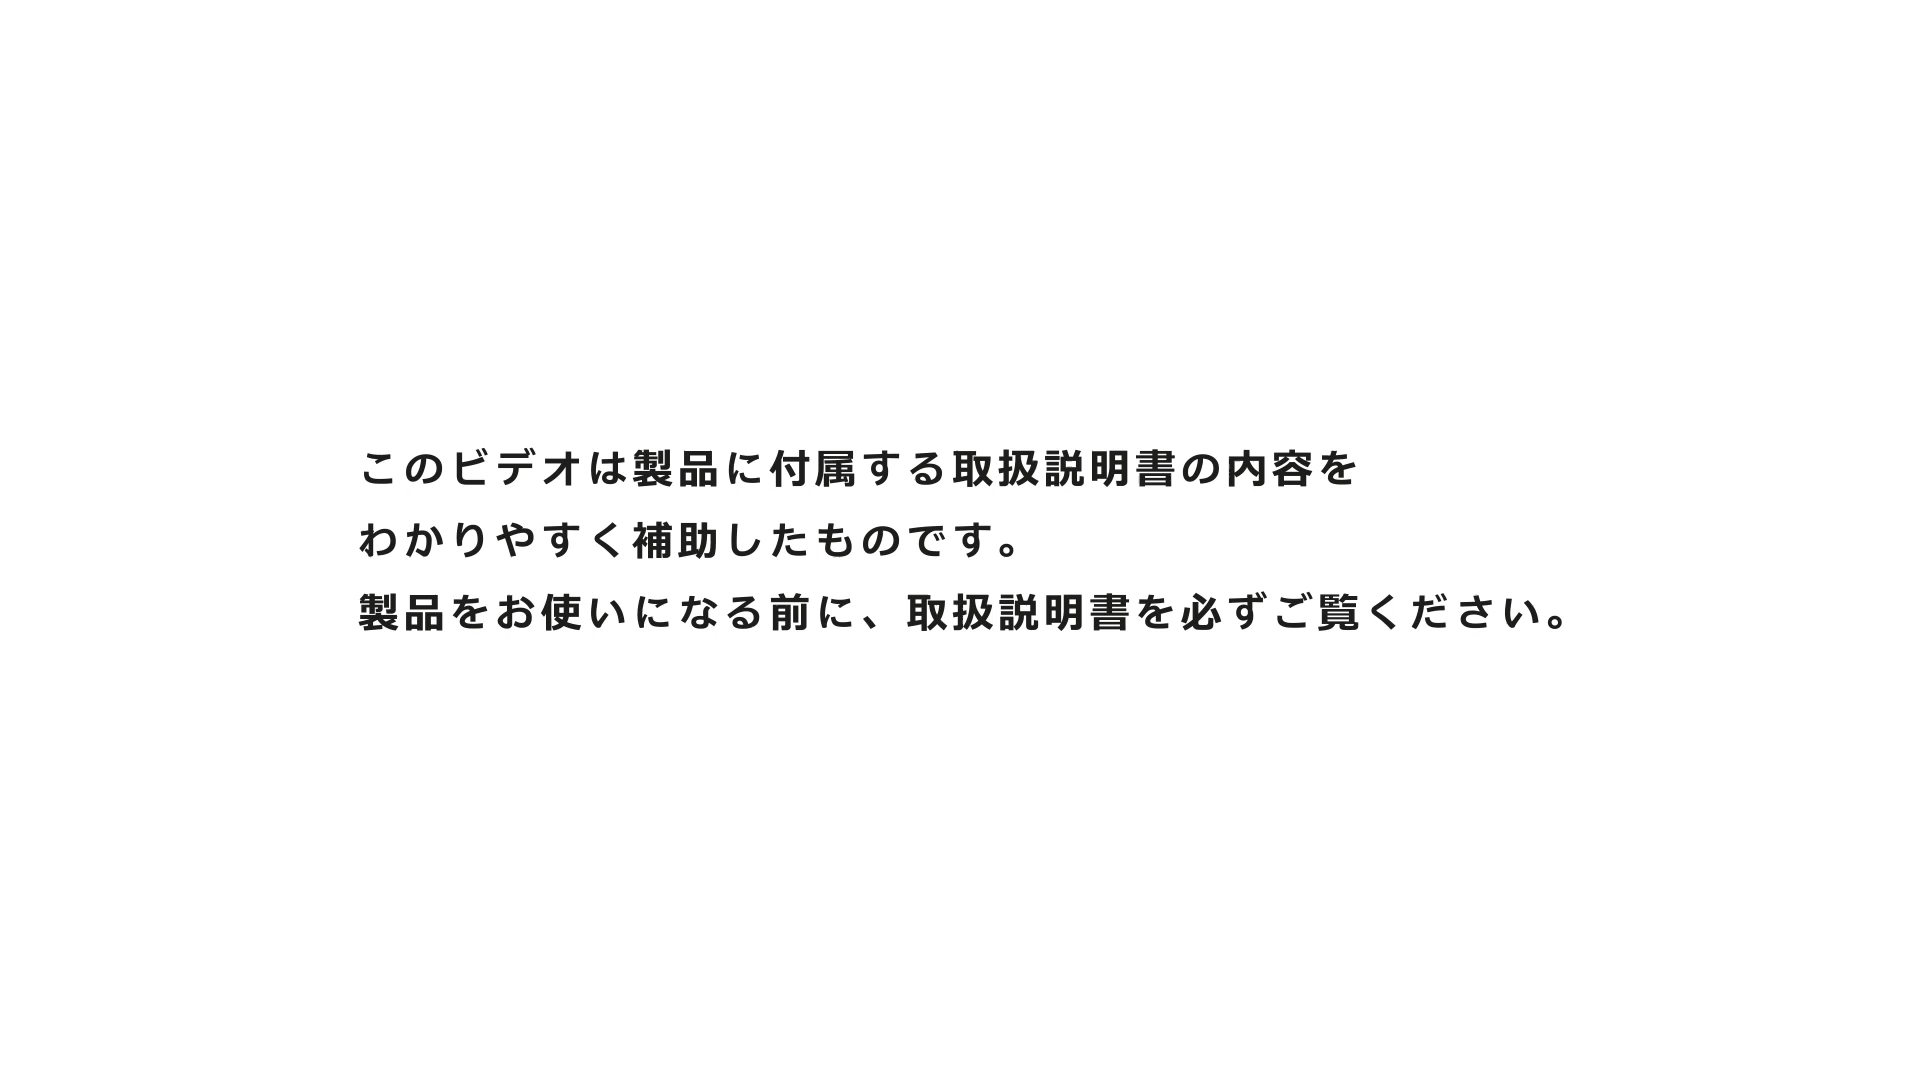 このビデオは製品に付属する取扱説明書の内容を
わかりやすく補助したものです。
製品をお使いになる前に、取扱説明書を必ずご覧ください。